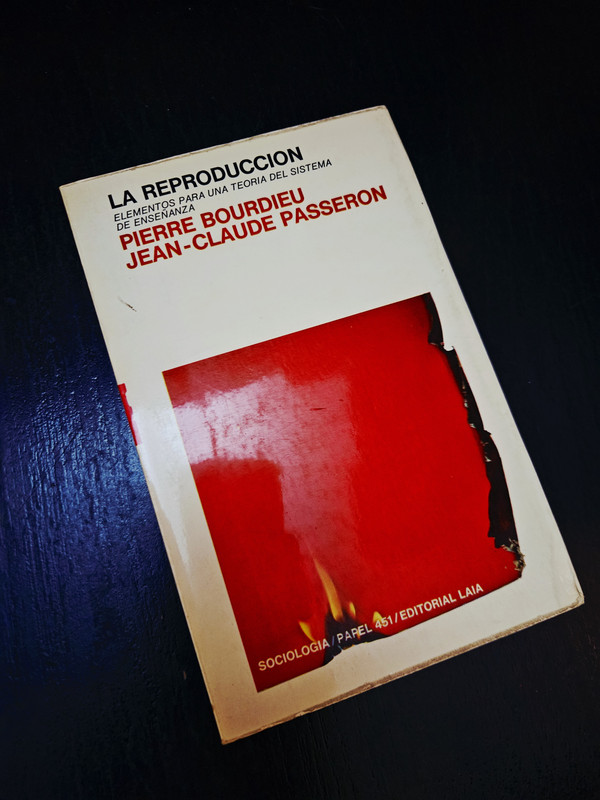 LA REPRODUCCION
ELEMENTOS PARA UNA TEORIA DEL SISTEMA
DE ENSEÑANZA
PIERRE BOURDIEU
JEAN-CLAUDE PASSERON
SOCIOLOGIA/PAPEL 451/EDITORIAL LAIA